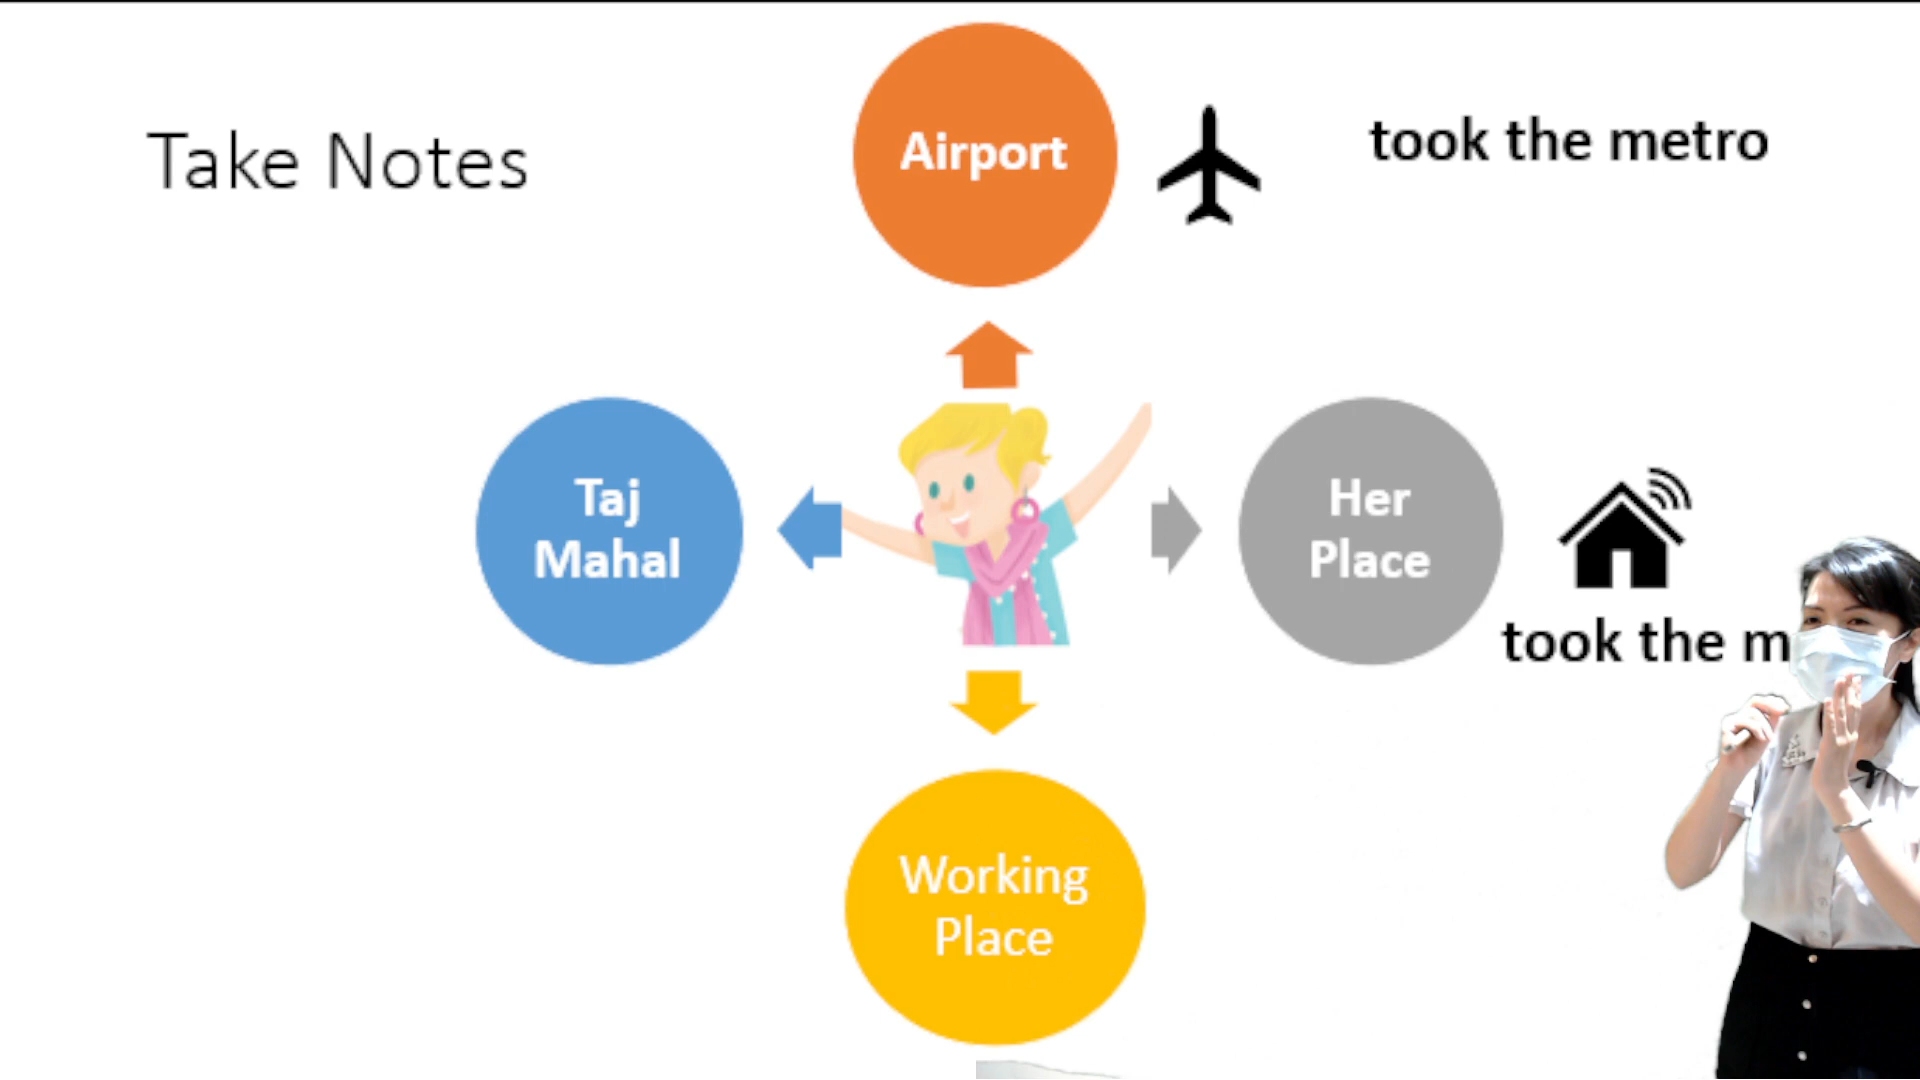 Take Notes
Airport
took the metro
Taj
Mahal
Her
Place
took the m
Working
Place